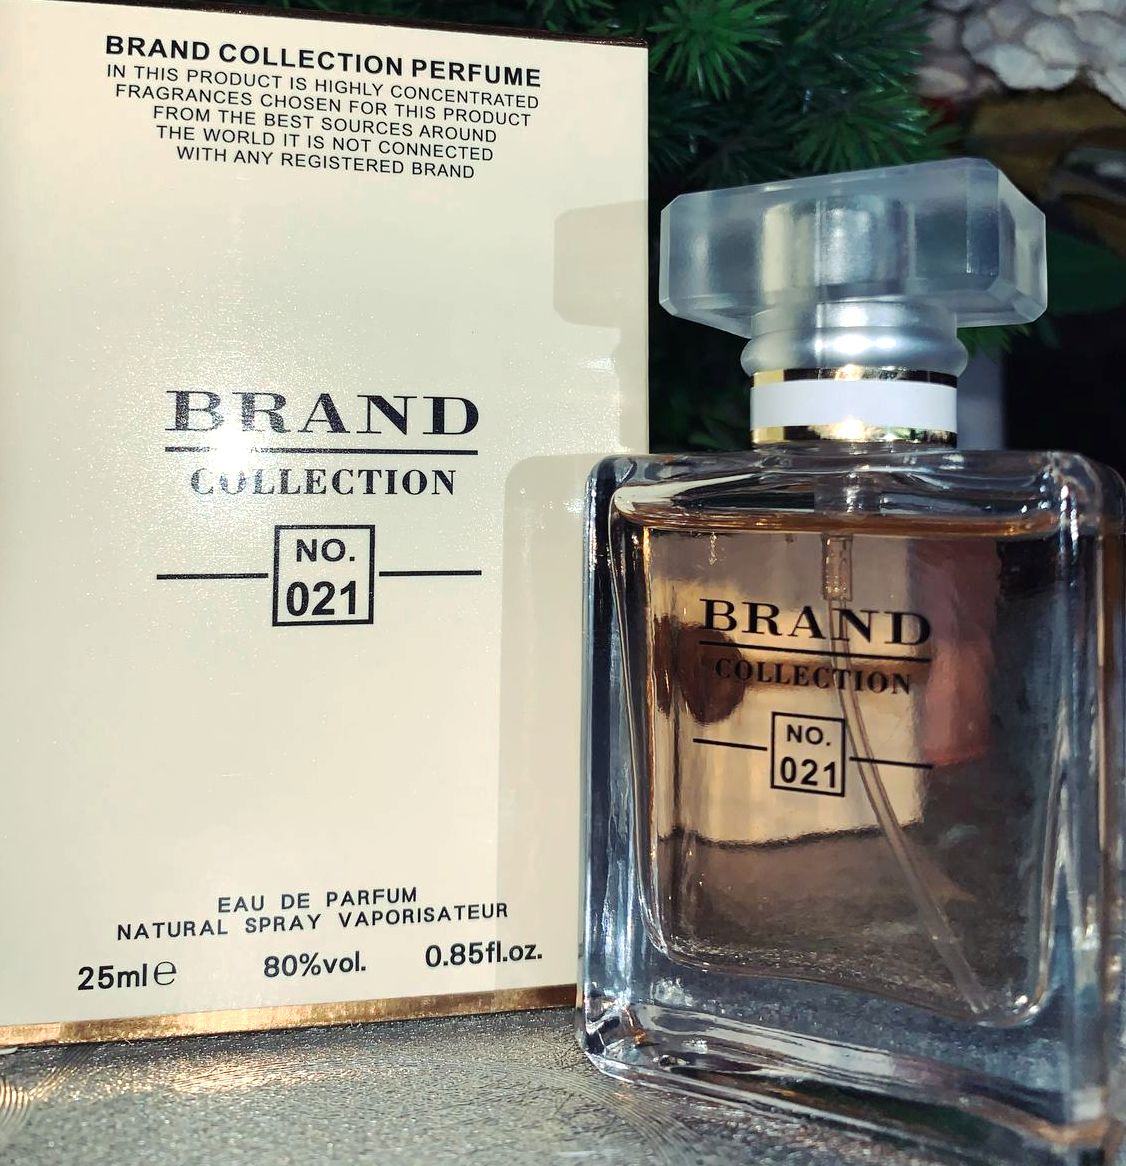 BRAND COLLECTION PERFUME
IN THIS PRODUCT IS HIGHLY CONCENTRATED
FRAGRANCES CHOSEN FOR THIS PRODUCT
FROM THE BEST SOURCES AROUND
THE WORLD IT IS NOT CONNECTED
WITH ANY REGISTERED BRAND
BRAND
COLLECTION
NO.
021
EAU DE PARFUM
NATURAL SPRAY VAPORISATEUR
25ml℮ 80%vol. 0.85fl.oz.
BRAND
COLLECTION
NO.
021